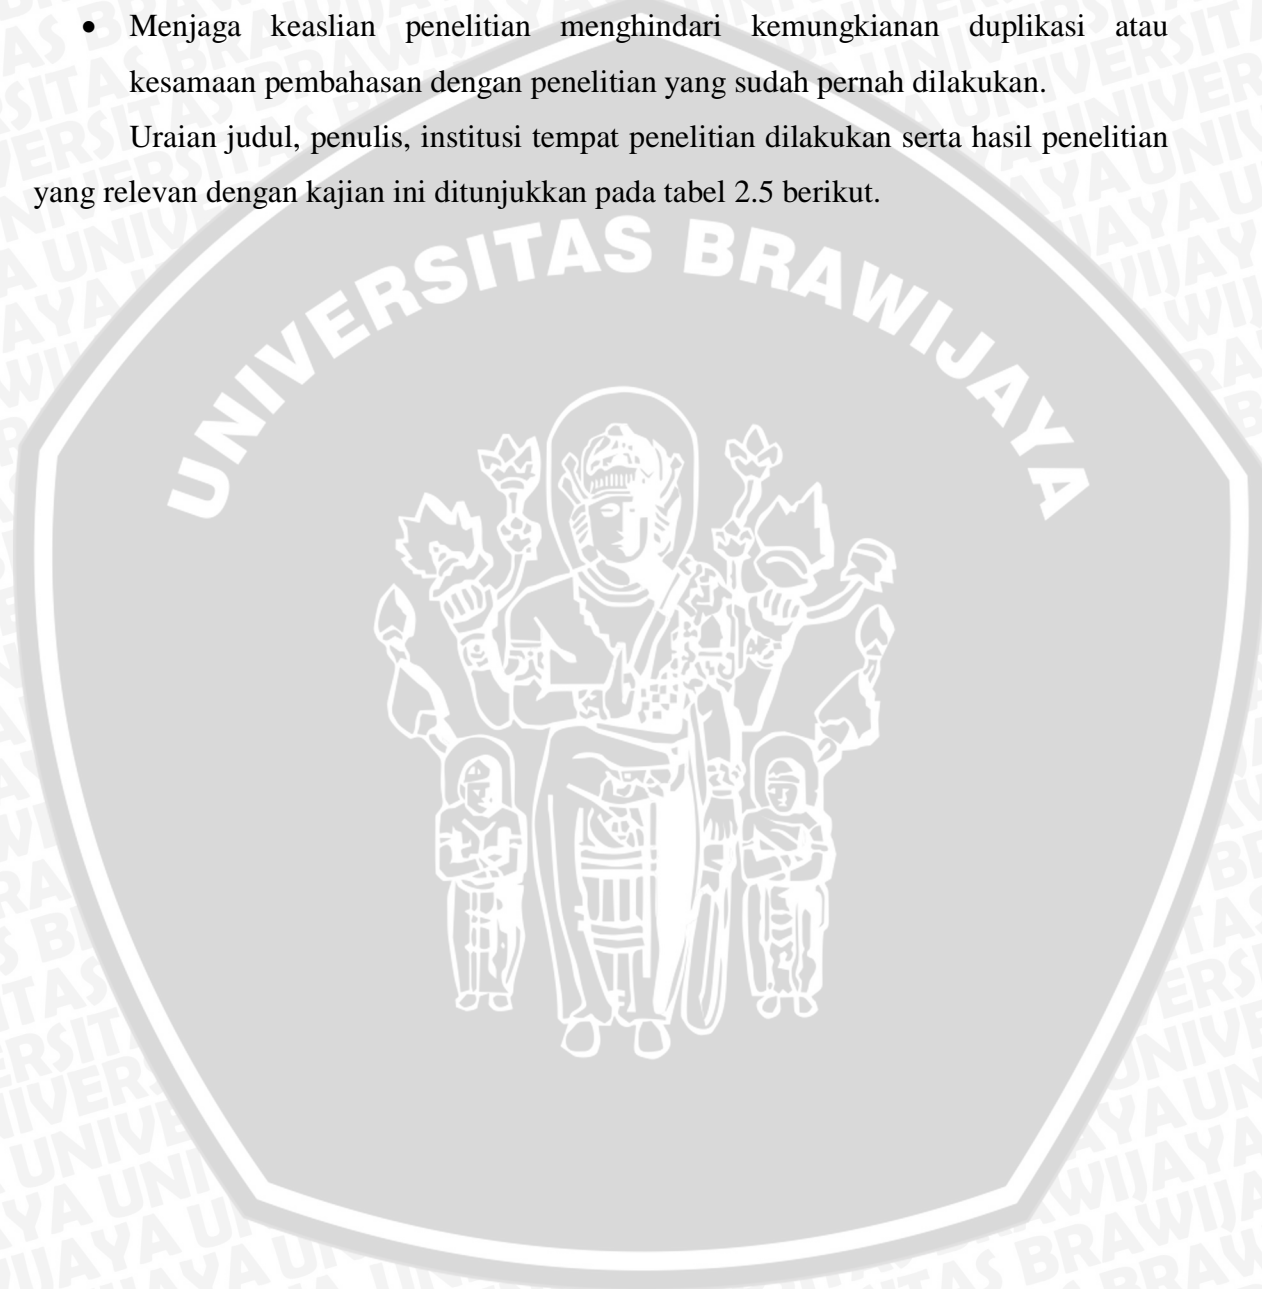 • Menjaga keaslian penelitian menghindari kemungkianan duplikasi atau
kesamaan pembahasan dengan penelitian yang sudah pernah dilakukan.
Uraian judul, penulis, institusi tempat penelitian dilakukan serta hasil penelitian
yang relevan dengan kajian ini ditunjukkan pada tabel 2.5 berikut.
UNIVERSITAS BRAWIJAYA